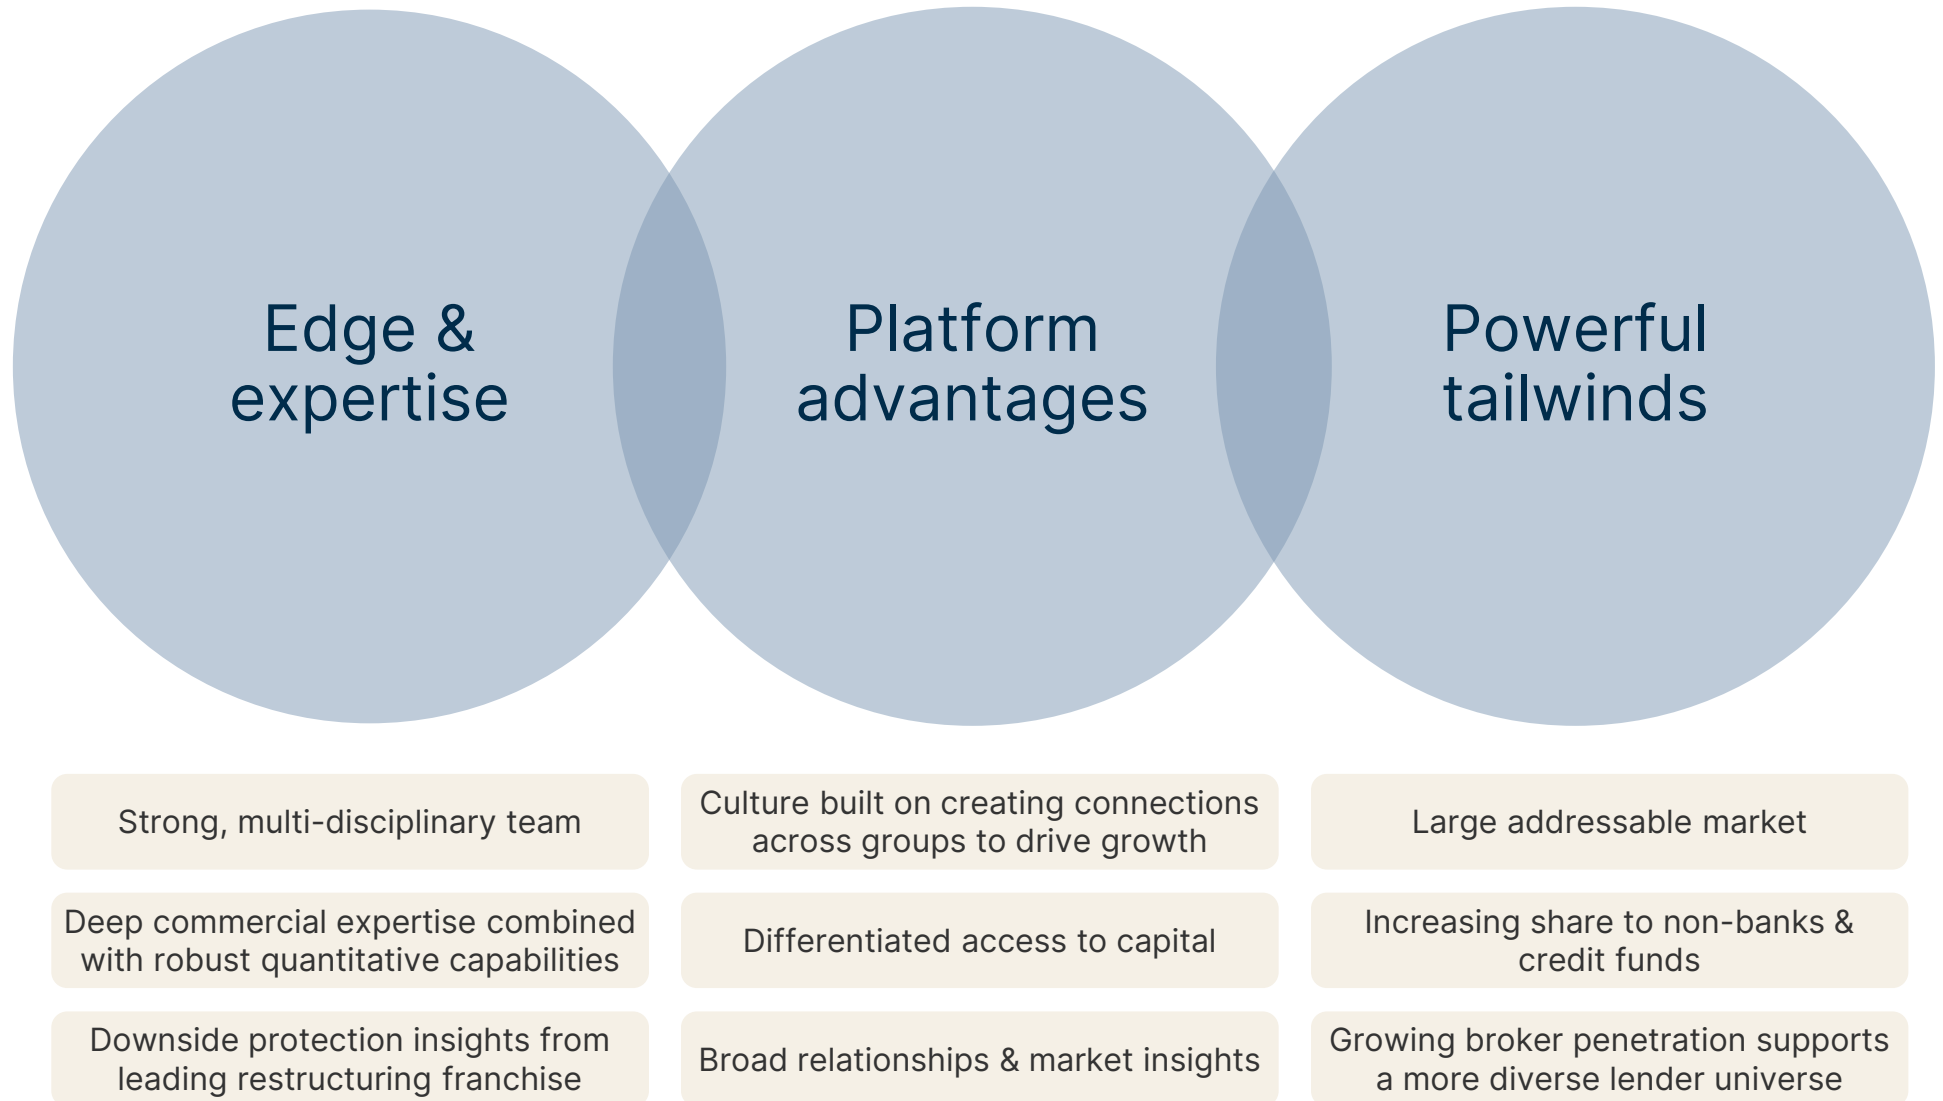 Edge &
expertise
Platform
advantages
Powerful
tailwinds
Strong, multi-disciplinary team
Culture built on creating connections
across groups to drive growth
Large addressable market
Deep commercial expertise combined
with robust quantitative capabilities
Differentiated access to capital
Increasing share to non-banks &
credit funds
Downside protection insights from
leading restructuring franchise
Broad relationships & market insights
Growing broker penetration supports
a more diverse lender universe